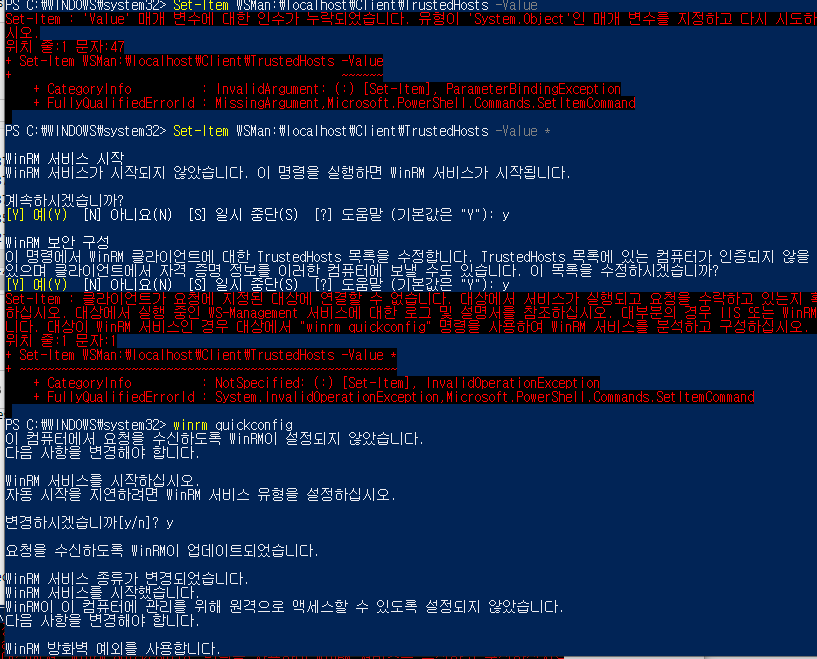 PS C:₩WINDOWS₩system32> Set-Item WSMan:₩localhost₩Client₩TrustedHosts -Value
Set-Item : 'Value' 매개 변수에 대한 인수가 누락되었습니다. 유형이 'System.Object'인 매개 변수를 지정하고 다시 시도하
시오.
위치 줄:1 문자:47
+ Set-Item WSMan:₩localhost₩Client₩TrustedHosts -Value
+ ~~~~~~
+ CategoryInfo : InvalidArgument: (:) [Set-Item], ParameterBindingException
+ FullyQualifiedErrorId : MissingArgument,Microsoft.PowerShell.Commands.SetItemCommand
PS C:₩WINDOWS₩system32> Set-Item WSMan:₩localhost₩Client₩TrustedHosts -Value *
WinRM 서비스 시작
WinRM 서비스가 시작되지 않았습니다. 이 명령을 실행하면 WinRM 서비스가 시작됩니다.
계속하시겠습니까?
[Y] 예(Y) [N] 아니요(N) [S] 일시 중단(S) [?] 도움말 (기본값은 "Y"): y
WinRM 보안 구성
이 명령에서 WinRM 클라이언트에 대한 TrustedHosts 목록을 수정합니다. TrustedHosts 목록에 있는 컴퓨터가 인증되지 않을
있으며 클라이언트에서 자격 증명 정보를 이러한 컴퓨터에 보낼 수도 있습니다. 이 목록을 수정하시겠습니까?
[Y] 예(Y) [N] 아니요(N) [S] 일시 중단(S) [?] 도움말 (기본값은 "Y"): y
Set-Item : 클라이언트가 요청에 지정된 대상에 연결할 수 없습니다. 대상에서 서비스가 실행되고 요청을 수락하고 있는지
하십시오. 대상에서 실행 중인 WS-Management 서비스에 대한 로그 및 설명서를 참조하십시오. 대부분의 경우 IIS 또는 WinRM
니다. 대상이 WinRM 서비스인 경우 대상에서 "winrm quickconfig" 명령을 사용하여 WinRM 서비스를 분석하고 구성하십시오.
위치 줄:1 문자:1
+ Set-Item WSMan:₩localhost₩Client₩TrustedHosts -Value *
+ ~~~~~~~~~~~~~~~~~~~~~~~~~~~~~~~~~~~~~~~~~~~~~~~~~~~~~~
+ CategoryInfo : NotSpecified: (:) [Set-Item], InvalidOperationException
+ FullyQualifiedErrorId : System.InvalidOperationException,Microsoft.PowerShell.Commands.SetItemCommand
PS C:₩WINDOWS₩system32> winrm quickconfig
이 컴퓨터에서 요청을 수신하도록 WinRM이 설정되지 않았습니다.
다음 사항을 변경해야 합니다.
WinRM 서비스를 시작하십시오.
자동 시작을 지연하려면 WinRM 서비스 유형을 설정하십시오.
변경하시겠습니까[y/n]? y
요청을 수신하도록 WinRM이 업데이트되었습니다.
WinRM 서비스 종류가 변경되었습니다.
WinRM 서비스를 시작했습니다.
WinRM이 이 컴퓨터에 관리를 위해 원격으로 액세스할 수 있도록 설정되지 않았습니다.
다음 사항을 변경해야 합니다.
WinRM 방화벽 예외를 사용합니다.